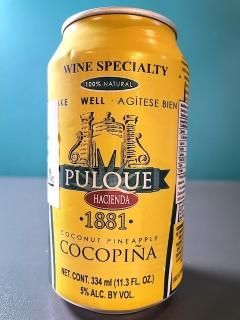 WINE SPECIALTY
100% NATURAL
AKE WELL · AGÍTESE BIEN
PULQUE
HACIENDA
· 1881 ·
COCONUT PINEAPPLE
COCOPIÑA
NET. CONT. 334 ml (11.3 FL. OZ.)
5% ALC. BY VOL.